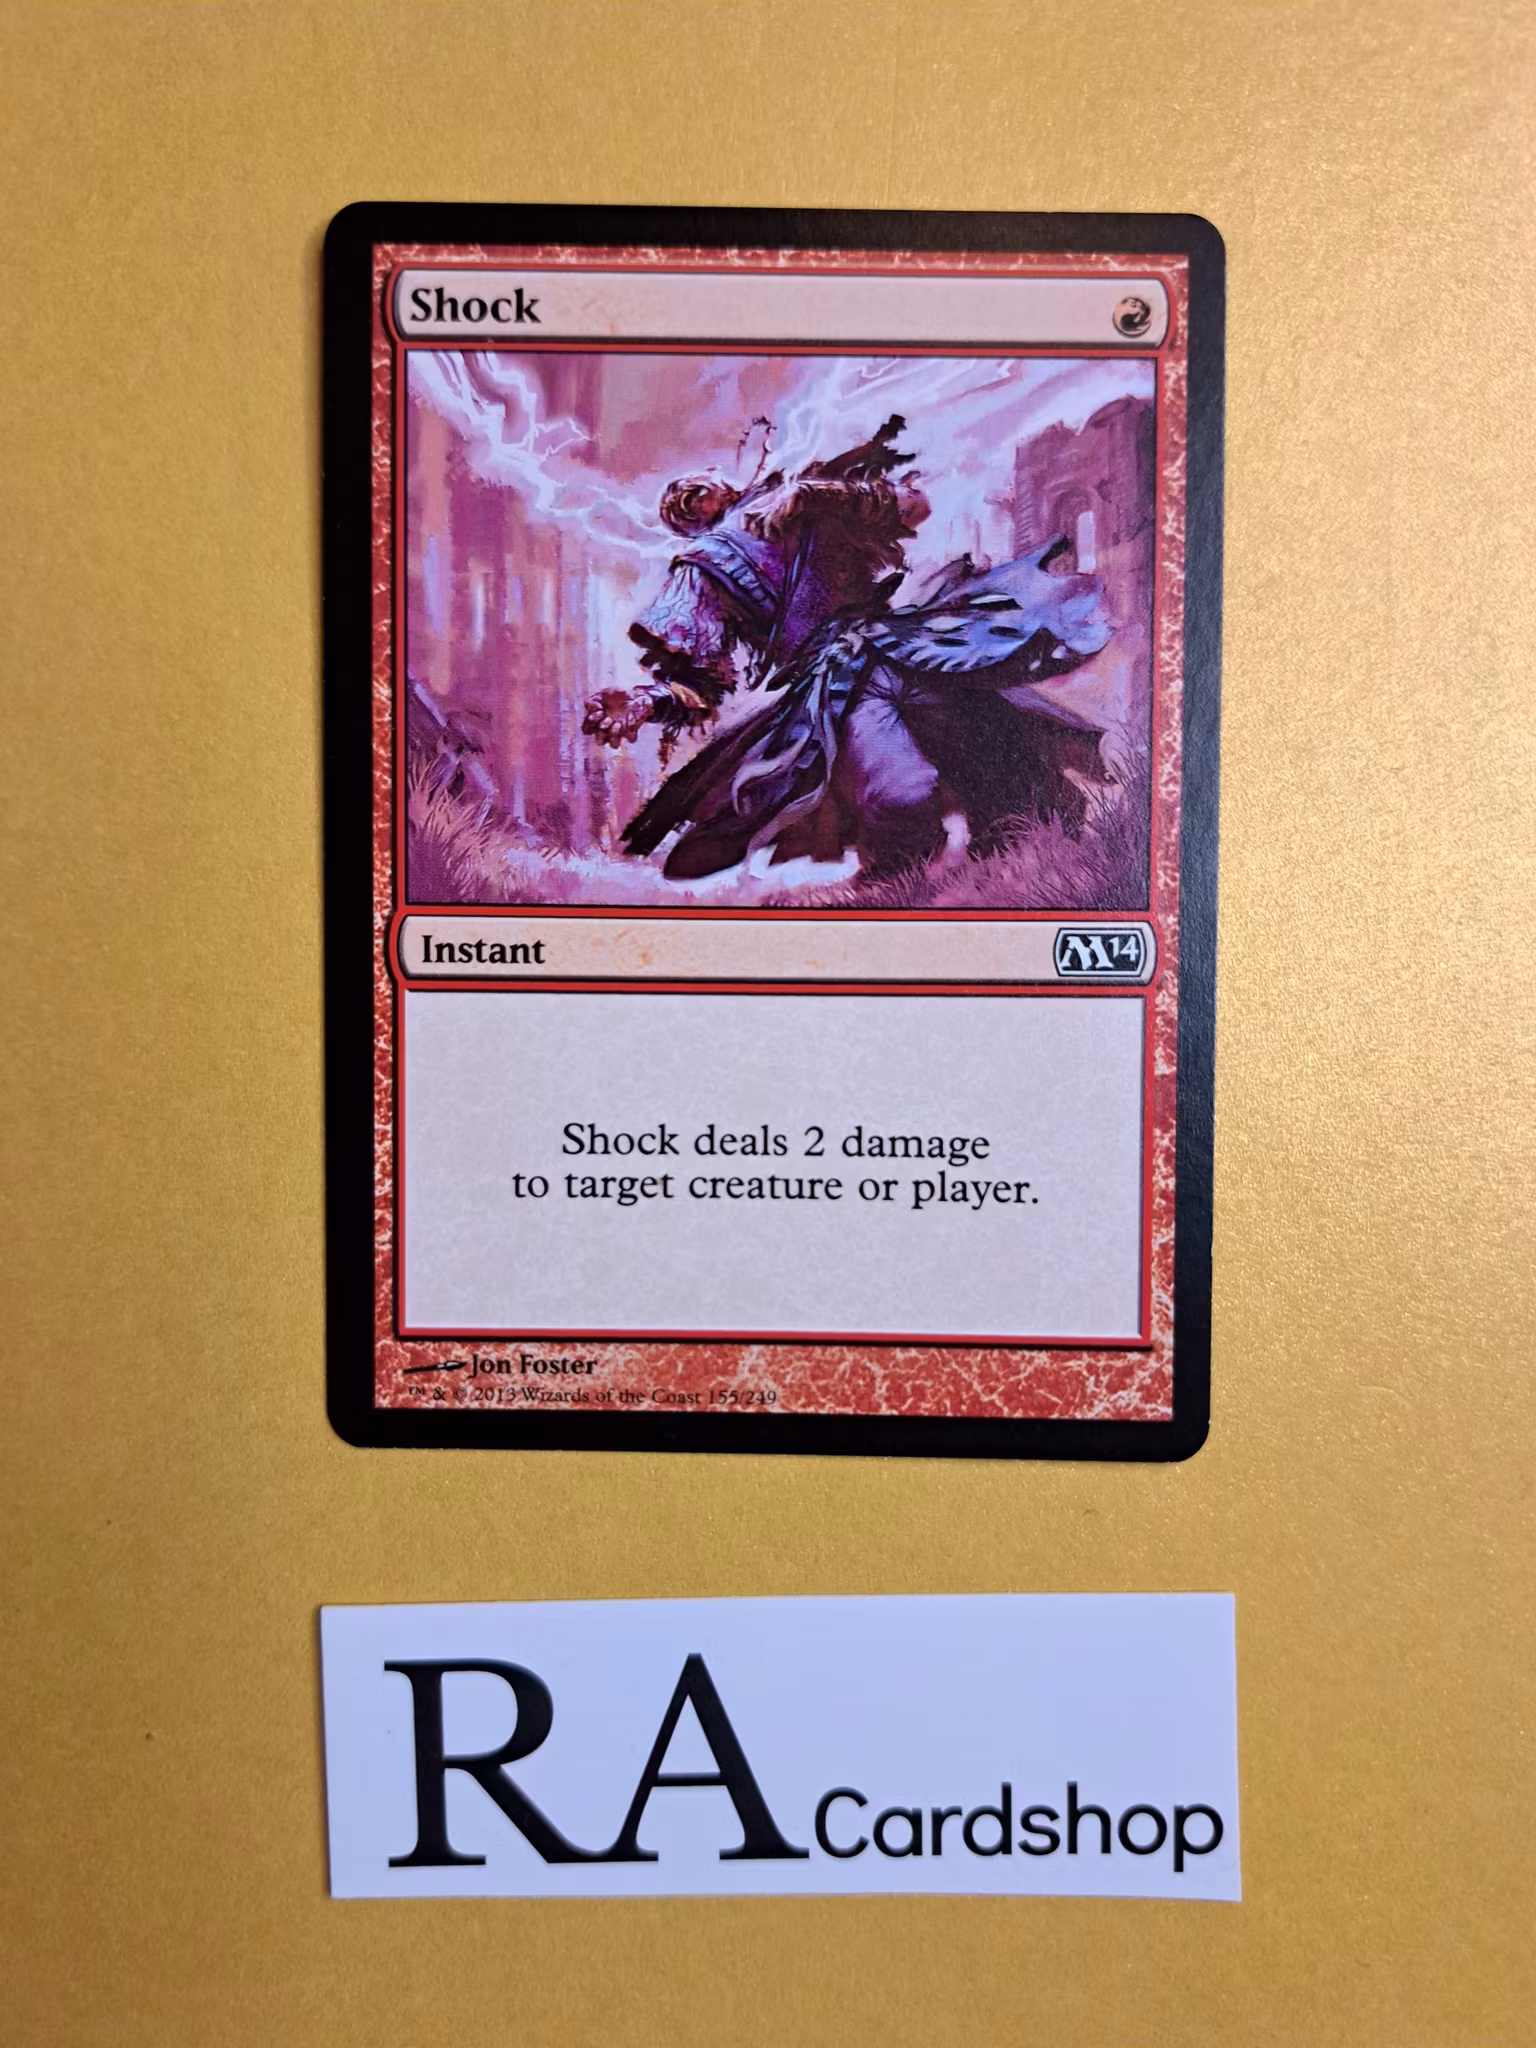 Shock
Instant
M14
Shock deals 2 damage
to target creature or player.
Jon Foster
™ & © 2013 Wizards of the Coast 155/249
RA Cardshop